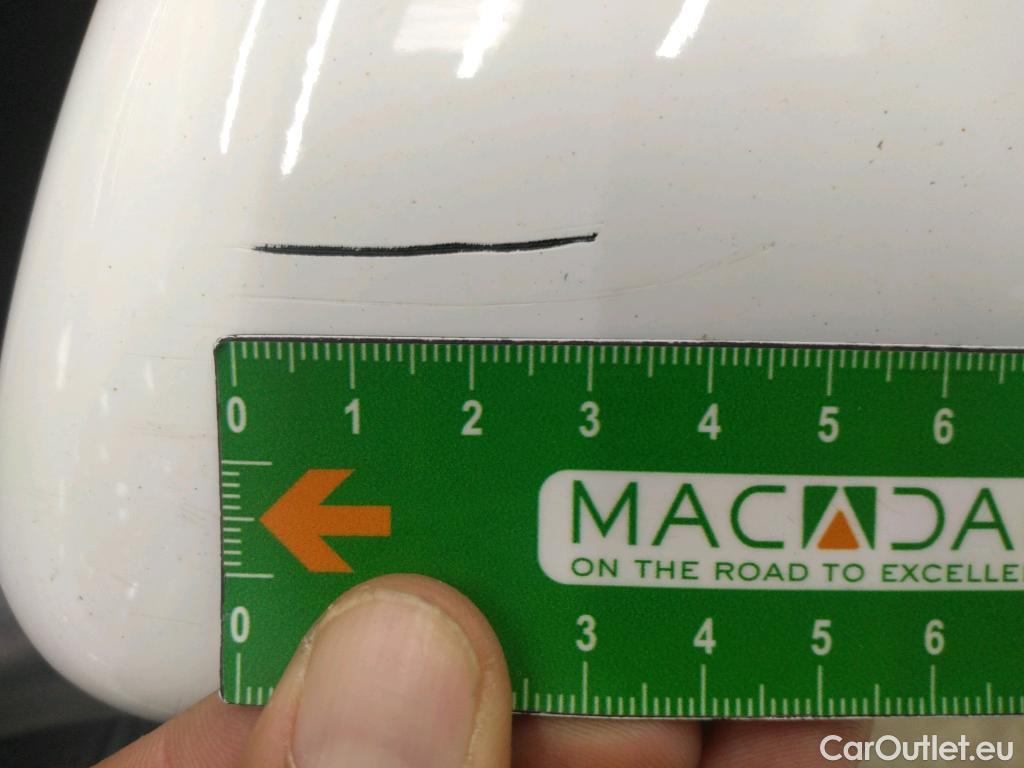 0 1 2 3 4 5 6
MACADA
ON THE ROAD TO
0 3 4 5 6
CarOutlet.eu